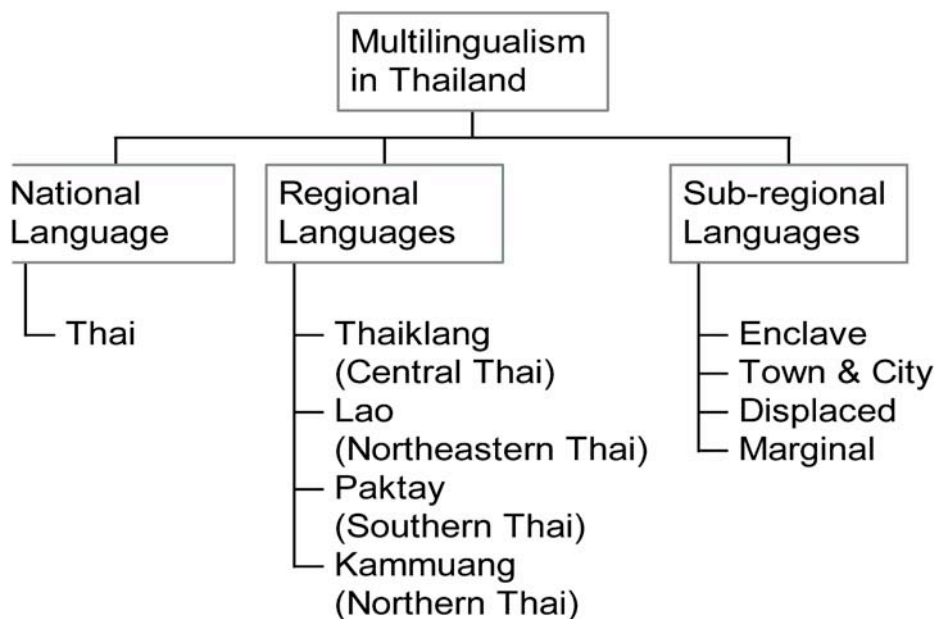 Multilingualism
in Thailand
National
Language
Thai
Regional
Languages
Thaiklang
(Central Thai)
Lao
(Northeastern Thai)
Paktay
(Southern Thai)
Kammuang
(Northern Thai)
Sub-regional
Languages
Enclave
Town & City
Displaced
Marginal